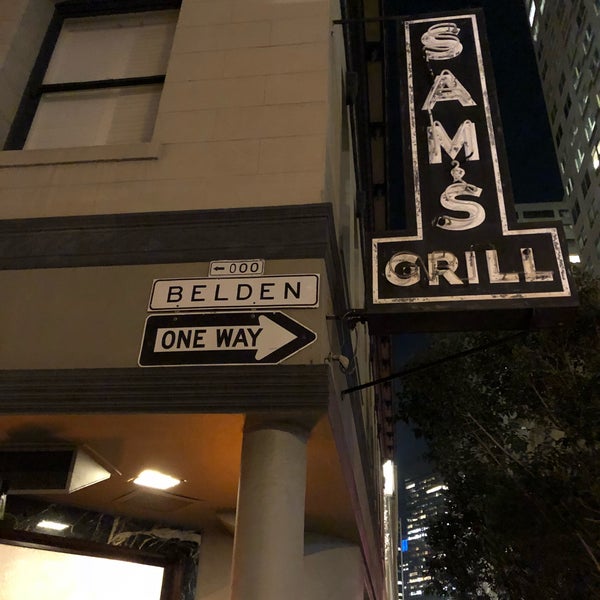 SAM'S
GRILL
← 000
BELDEN
ONE WAY